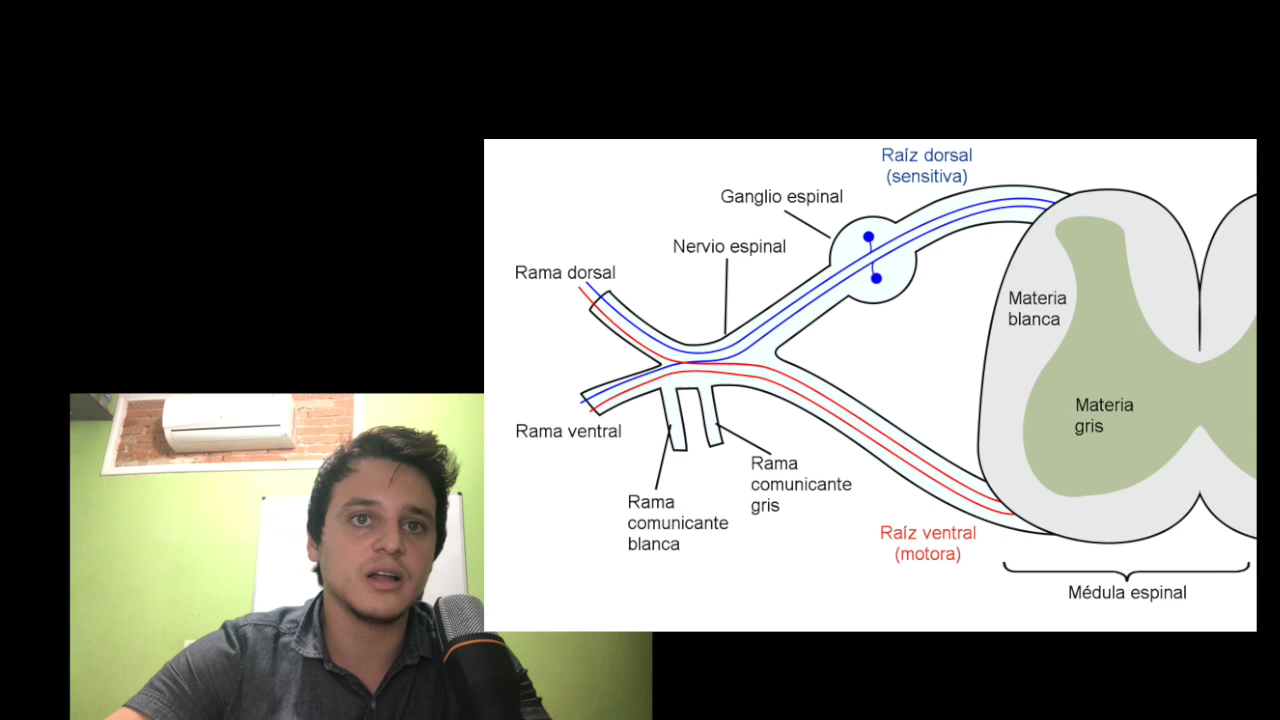 Raíz dorsal
(sensitiva)
Ganglio espinal
Nervio espinal
Rama dorsal
Materia
blanca
Materia
gris
Rama ventral
Rama
comunicante
gris
Rama
comunicante
blanca
Raíz ventral
(motora)
Médula espinal